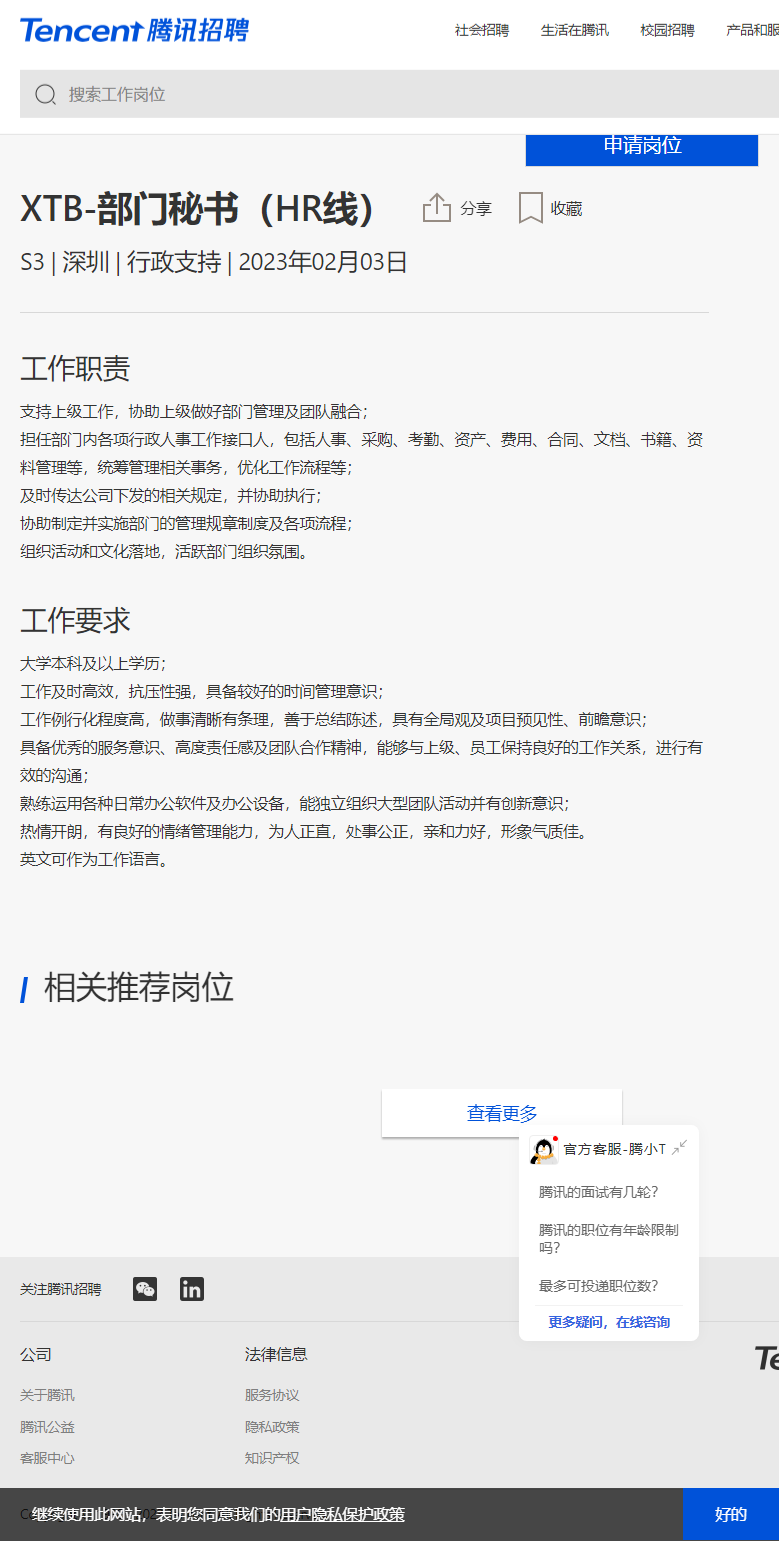 Tencent 腾讯招聘
社会招聘 生活在腾讯 校园招聘 产品和服
搜索工作岗位
申请岗位
XTB-部门秘书（HR线） 分享 收藏
S3 | 深圳 | 行政支持 | 2023年02月03日
工作职责
支持上级工作，协助上级做好部门管理及团队融合；
担任部门内各项行政人事工作接口人，包括人事、采购、考勤、资产、费用、合同、文档、书籍、资
料管理等，统筹管理相关事务，优化工作流程等；
及时传达公司下发的相关规定，并协助执行；
协助制定并实施部门的管理规章制度及各项流程；
组织活动和文化落地，活跃部门组织氛围。
工作要求
大学本科及以上学历；
工作及时高效，抗压性强，具备较好的时间管理意识；
工作例行化程度高，做事清晰有条理，善于总结陈述，具有全局观及项目预见性、前瞻意识；
具备优秀的服务意识、高度责任感及团队合作精神，能够与上级、员工保持良好的工作关系，进行有
效的沟通；
熟练运用各种日常办公软件及办公设备，能独立组织大型团队活动并有创新意识；
热情开朗，有良好的情绪管理能力，为人正直，处事公正，亲和力好，形象气质佳。
英文可作为工作语言。
相关推荐岗位
查看更多
官方客服-腾小T
腾讯的面试有几轮？
腾讯的职位有年龄限制
吗？
最多可投递职位数？
更多疑问，在线咨询
关注腾讯招聘 in
公司 法律信息
Te
关于腾讯 服务协议
腾讯公益 隐私政策
客服中心 知识产权
继续使用此网站，表明您同意我们的用户隐私保护政策 好的